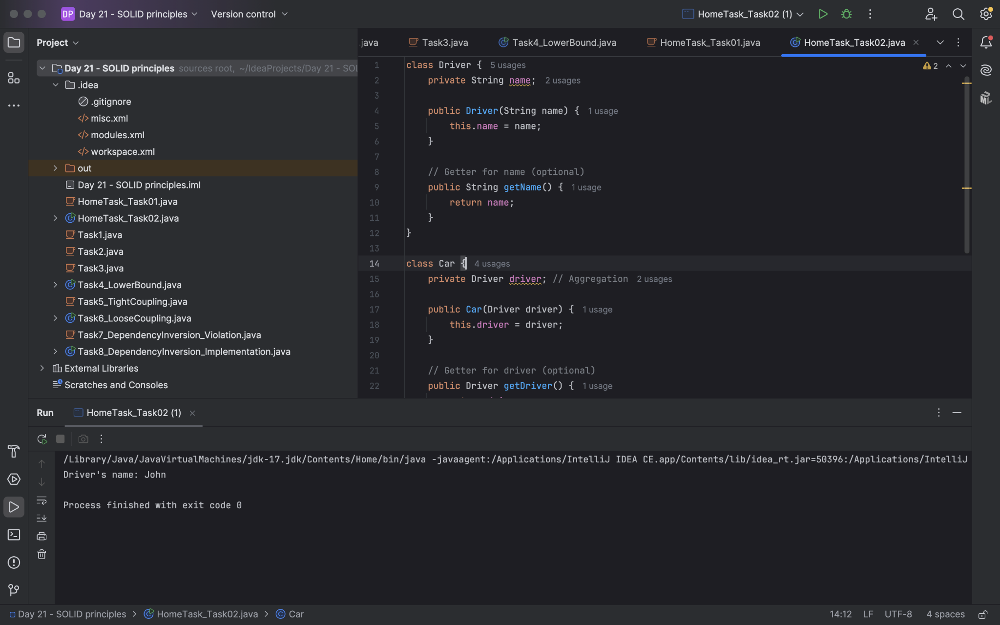 DP Day 21 - SOLID principles Version control HomeTask_Task02 (1)
Project
Day 21 - SOLID principles sources root, ~/IdeaProjects/Day 21 - SOL
.idea
.gitignore
misc.xml
modules.xml
workspace.xml
out
Day 21 - SOLID principles.iml
HomeTask_Task01.java
HomeTask_Task02.java
Task1.java
Task2.java
Task3.java
Task4_LowerBound.java
Task5_TightCoupling.java
Task6_LooseCoupling.java
Task7_DependencyInversion_Violation.java
Task8_DependencyInversion_Implementation.java
External Libraries
Scratches and Consoles
.java Task3.java Task4_LowerBound.java HomeTask_Task01.java HomeTask_Task02.java
2
1 class Driver { 5 usages
2 private String name; 2 usages
3
4 public Driver(String name) { 1 usage
5 this.name = name;
6 }
7
8 // Getter for name (optional)
9 public String getName() { 1 usage
10 return name;
11 }
12 }
13
14 class Car { 4 usages
15 private Driver driver; // Aggregation 2 usages
16
17 public Car(Driver driver) { 1 usage
18 this.driver = driver;
19 }
20
21 // Getter for driver (optional)
22 public Driver getDriver() { 1 usage
ML
Run HomeTask_Task02 (1)
/Library/Java/JavaVirtualMachines/jdk-17.jdk/Contents/Home/bin/java -javaagent:/Applications/IntelliJ IDEA CE.app/Contents/lib/idea_rt.jar=50396:/Applications/IntelliJ
Driver's name: John
Process finished with exit code 0
Day 21 - SOLID principles > HomeTask_Task02.java > Car 14:12 LF UTF-8 4 spaces